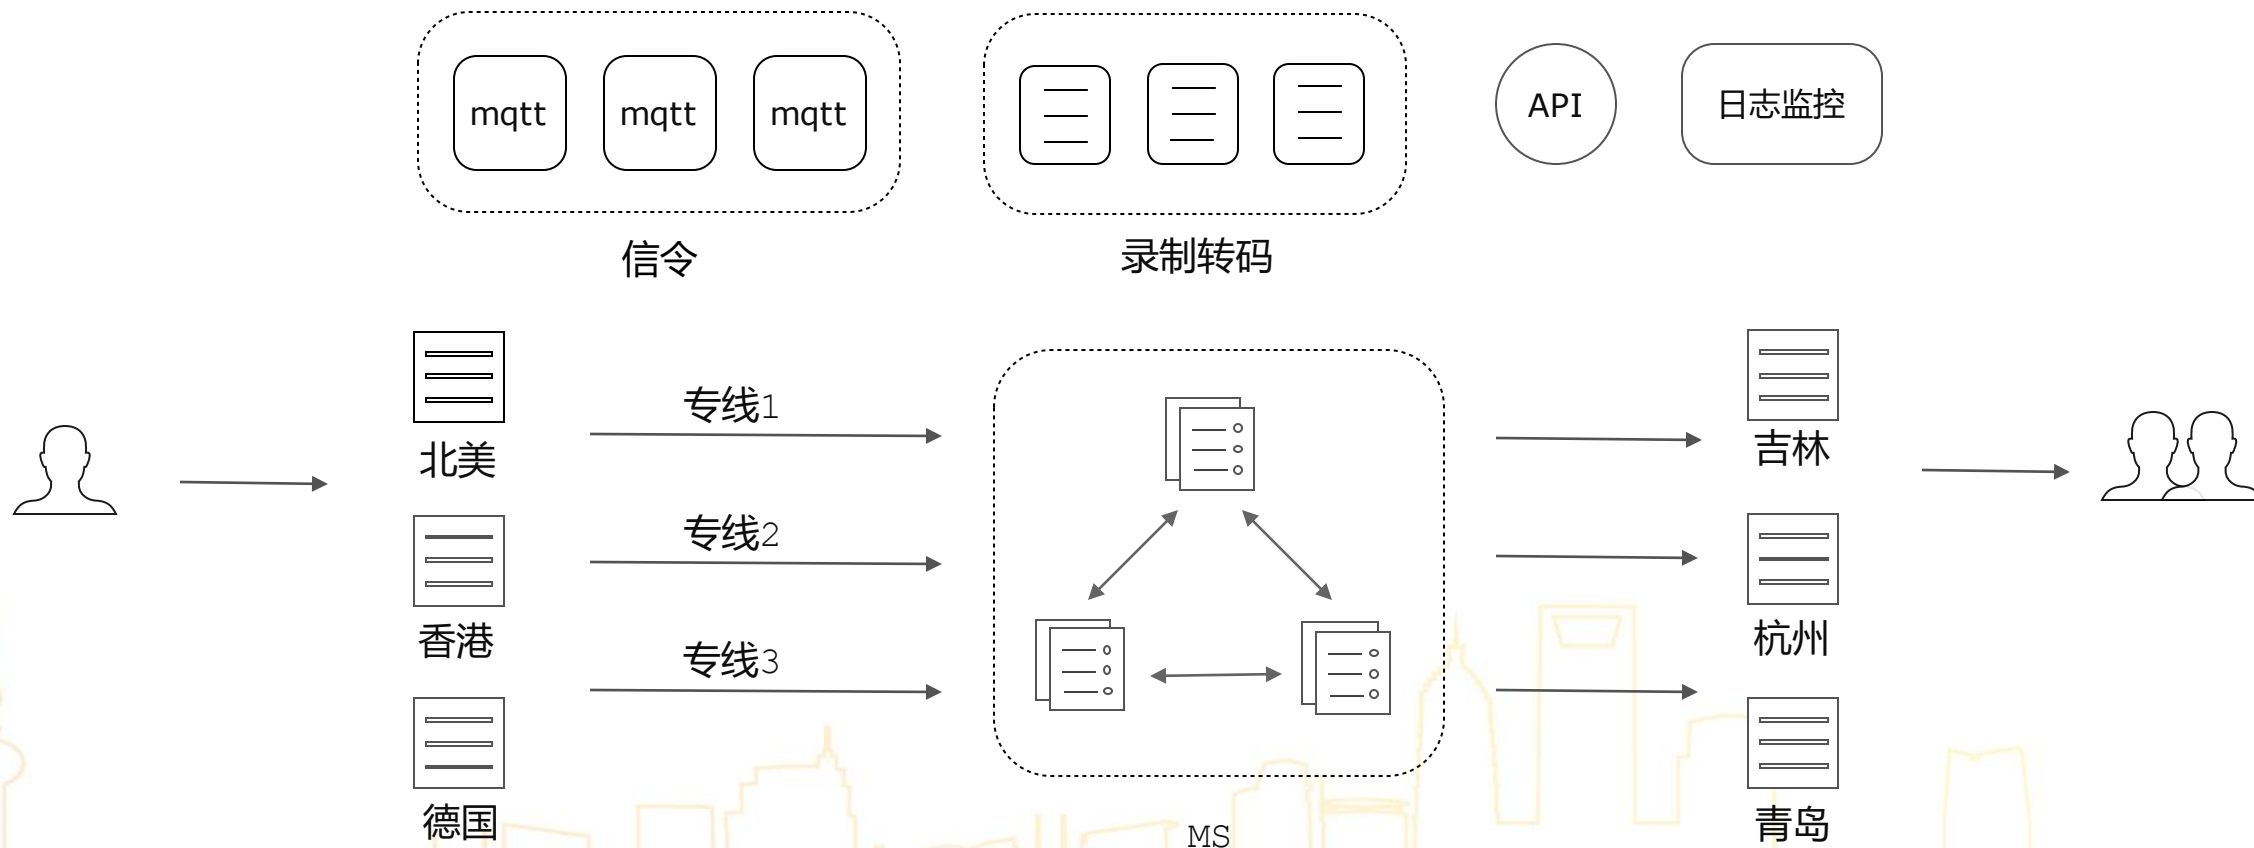 mqtt mqtt mqtt
API
日志监控
信令
录制转码
专线1
北美
吉林
专线2
香港
杭州
专线3
德国
青岛
MS